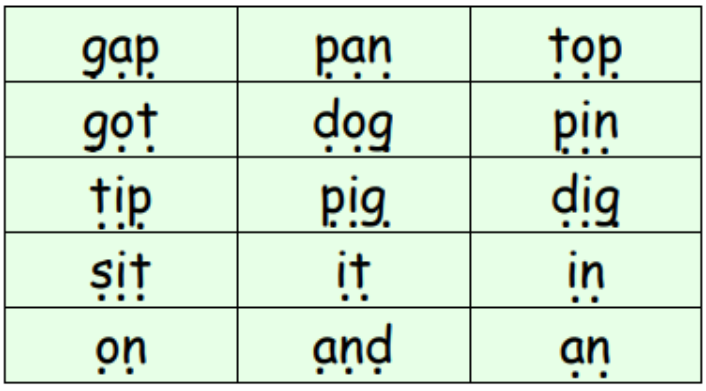 gap pan top
got dog pin
tip pig dig
sit it in
on and an